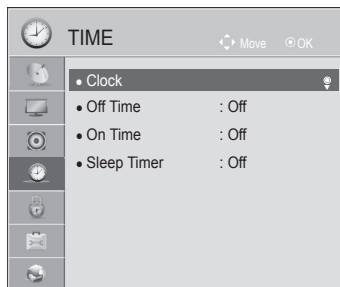 TIME
Move OK
• Clock
• Off Time : Off
• On Time : Off
• Sleep Timer : Off